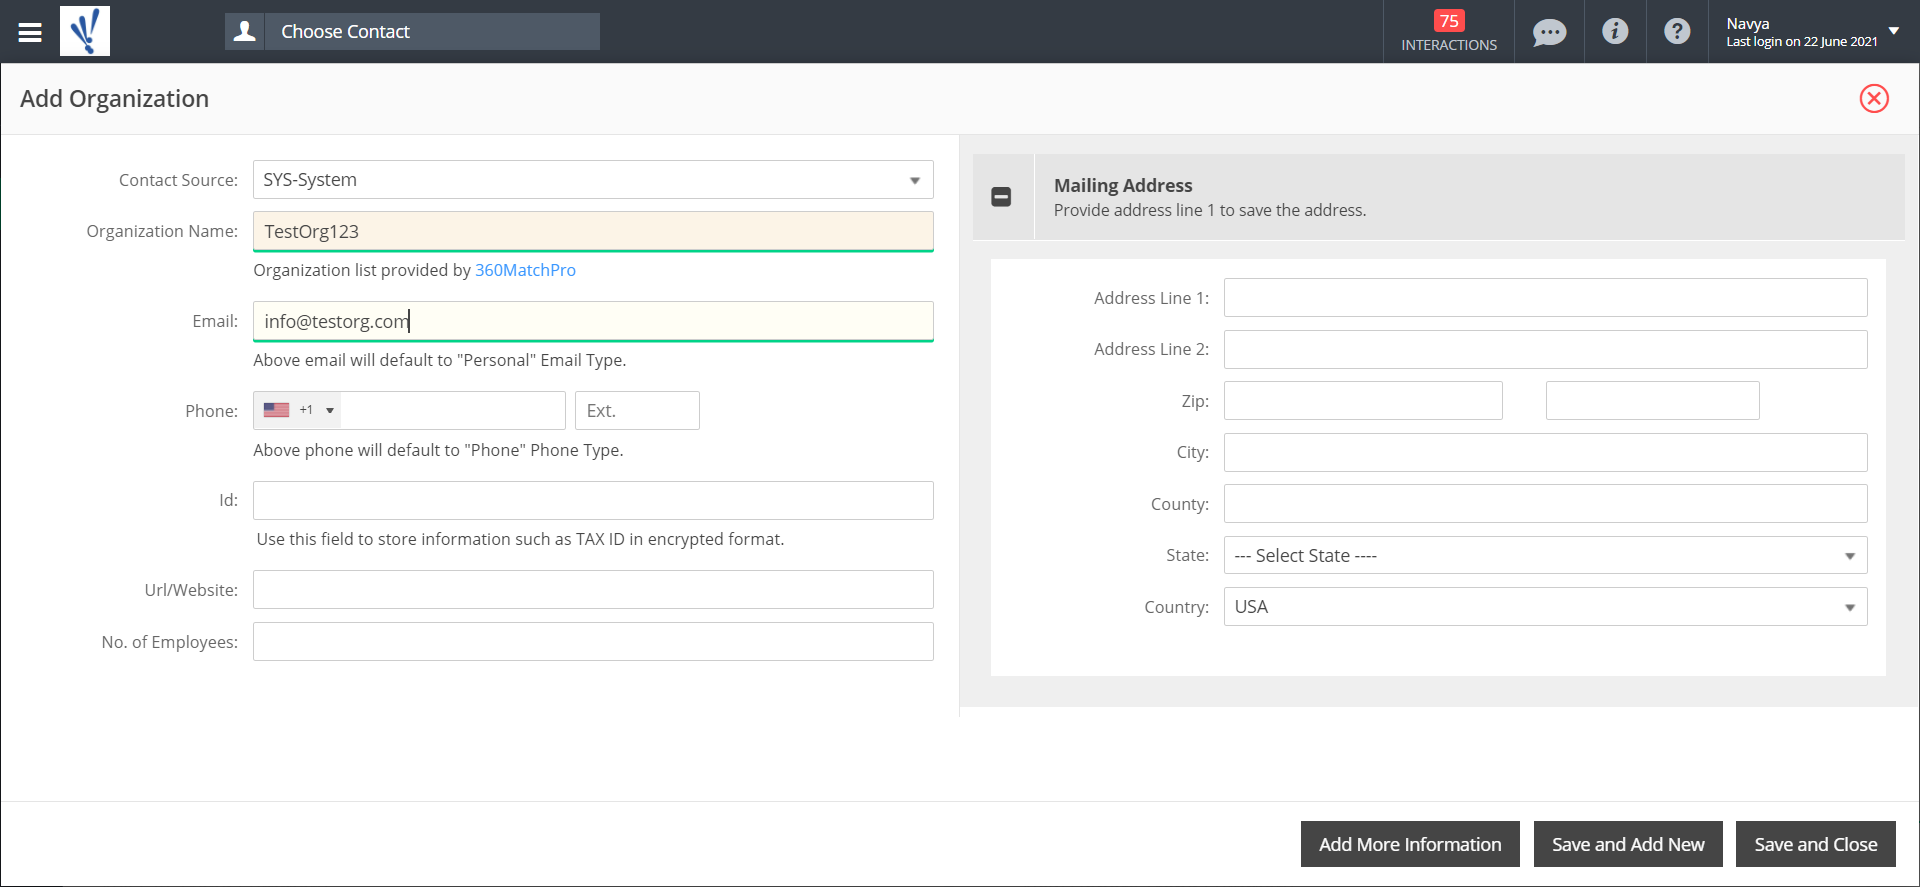 Choose Contact
75
INTERACTIONS
Navya
Last login on 22 June 2021
Add Organization
Contact Source:
SYS-System
Organization Name:
TestOrg123
Organization list provided by 360MatchPro
Email:
info@testorg.com
Above email will default to "Personal" Email Type.
Phone:
+1
Ext.
Above phone will default to "Phone" Phone Type.
Id:
Use this field to store information such as TAX ID in encrypted format.
Url/Website:
No. of Employees:
Mailing Address
Provide address line 1 to save the address.
Address Line 1:
Address Line 2:
Zip:
City:
County:
State:
--- Select State ----
Country:
USA
Add More Information
Save and Add New
Save and Close